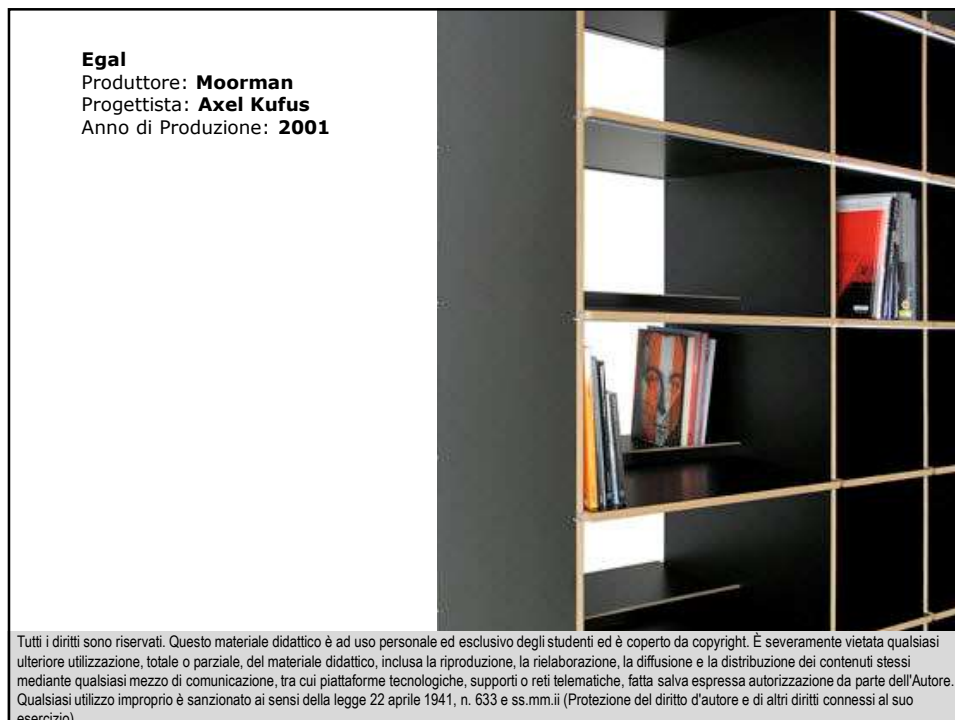 Egal
Produttore: Moorman
Progettista: Axel Kufus
Anno di Produzione: 2001
Tutti i diritti sono riservati. Questo materiale didattico è ad uso personale ed esclusivo degli studenti ed è coperto da copyright. È severamente vietata qualsiasi
ulteriore utilizzazione, totale o parziale, del materiale didattico, inclusa la riproduzione, la rielaborazione, la diffusione e la distribuzione dei contenuti stessi
mediante qualsiasi mezzo di comunicazione, tra cui piattaforme tecnologiche, supporti o reti telematiche, fatta salva espressa autorizzazione da parte dell'Autore.
Qualsiasi utilizzo improprio è sanzionato ai sensi della legge 22 aprile 1941, n. 633 e ss.mm.ii (Protezione del diritto d'autore e di altri diritti connessi al suo
esercizio)